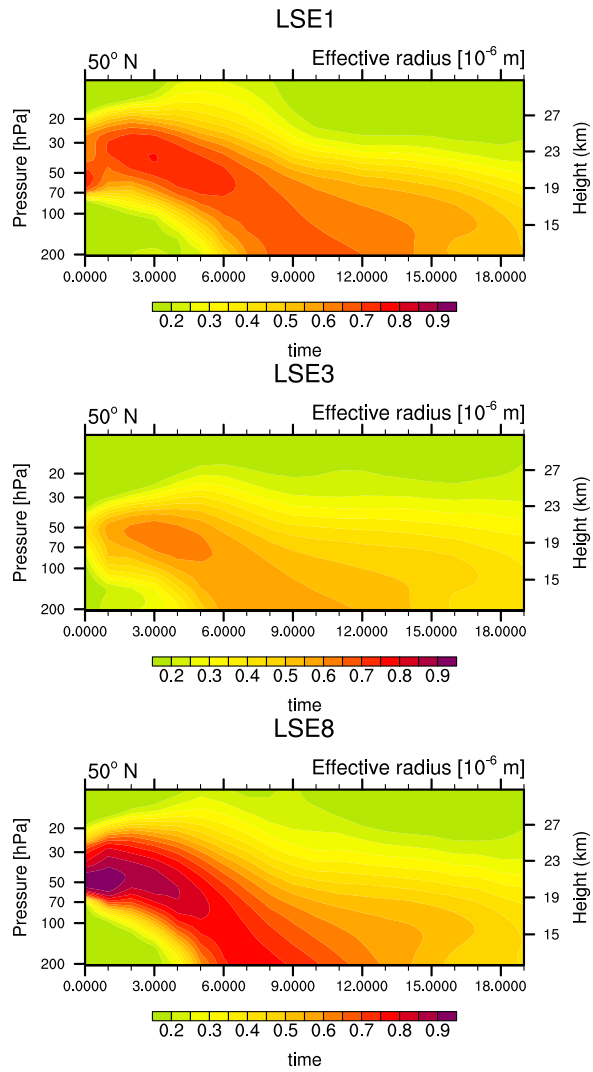 LSE1
50° N Effective radius [10⁻⁶ m]
Pressure [hPa]
20
30
50
70
100
200
27
23
19
15
Height (km)
0.0000 3.0000 6.0000 9.0000 12.0000 15.0000 18.0000
0.2 0.3 0.4 0.5 0.6 0.7 0.8 0.9
time
LSE3
50° N Effective radius [10⁻⁶ m]
Pressure [hPa]
20
30
50
70
100
200
27
23
19
15
Height (km)
0.0000 3.0000 6.0000 9.0000 12.0000 15.0000 18.0000
0.2 0.3 0.4 0.5 0.6 0.7 0.8 0.9
time
LSE8
50° N Effective radius [10⁻⁶ m]
Pressure [hPa]
20
30
50
70
100
200
27
23
19
15
Height (km)
0.0000 3.0000 6.0000 9.0000 12.0000 15.0000 18.0000
0.2 0.3 0.4 0.5 0.6 0.7 0.8 0.9
time